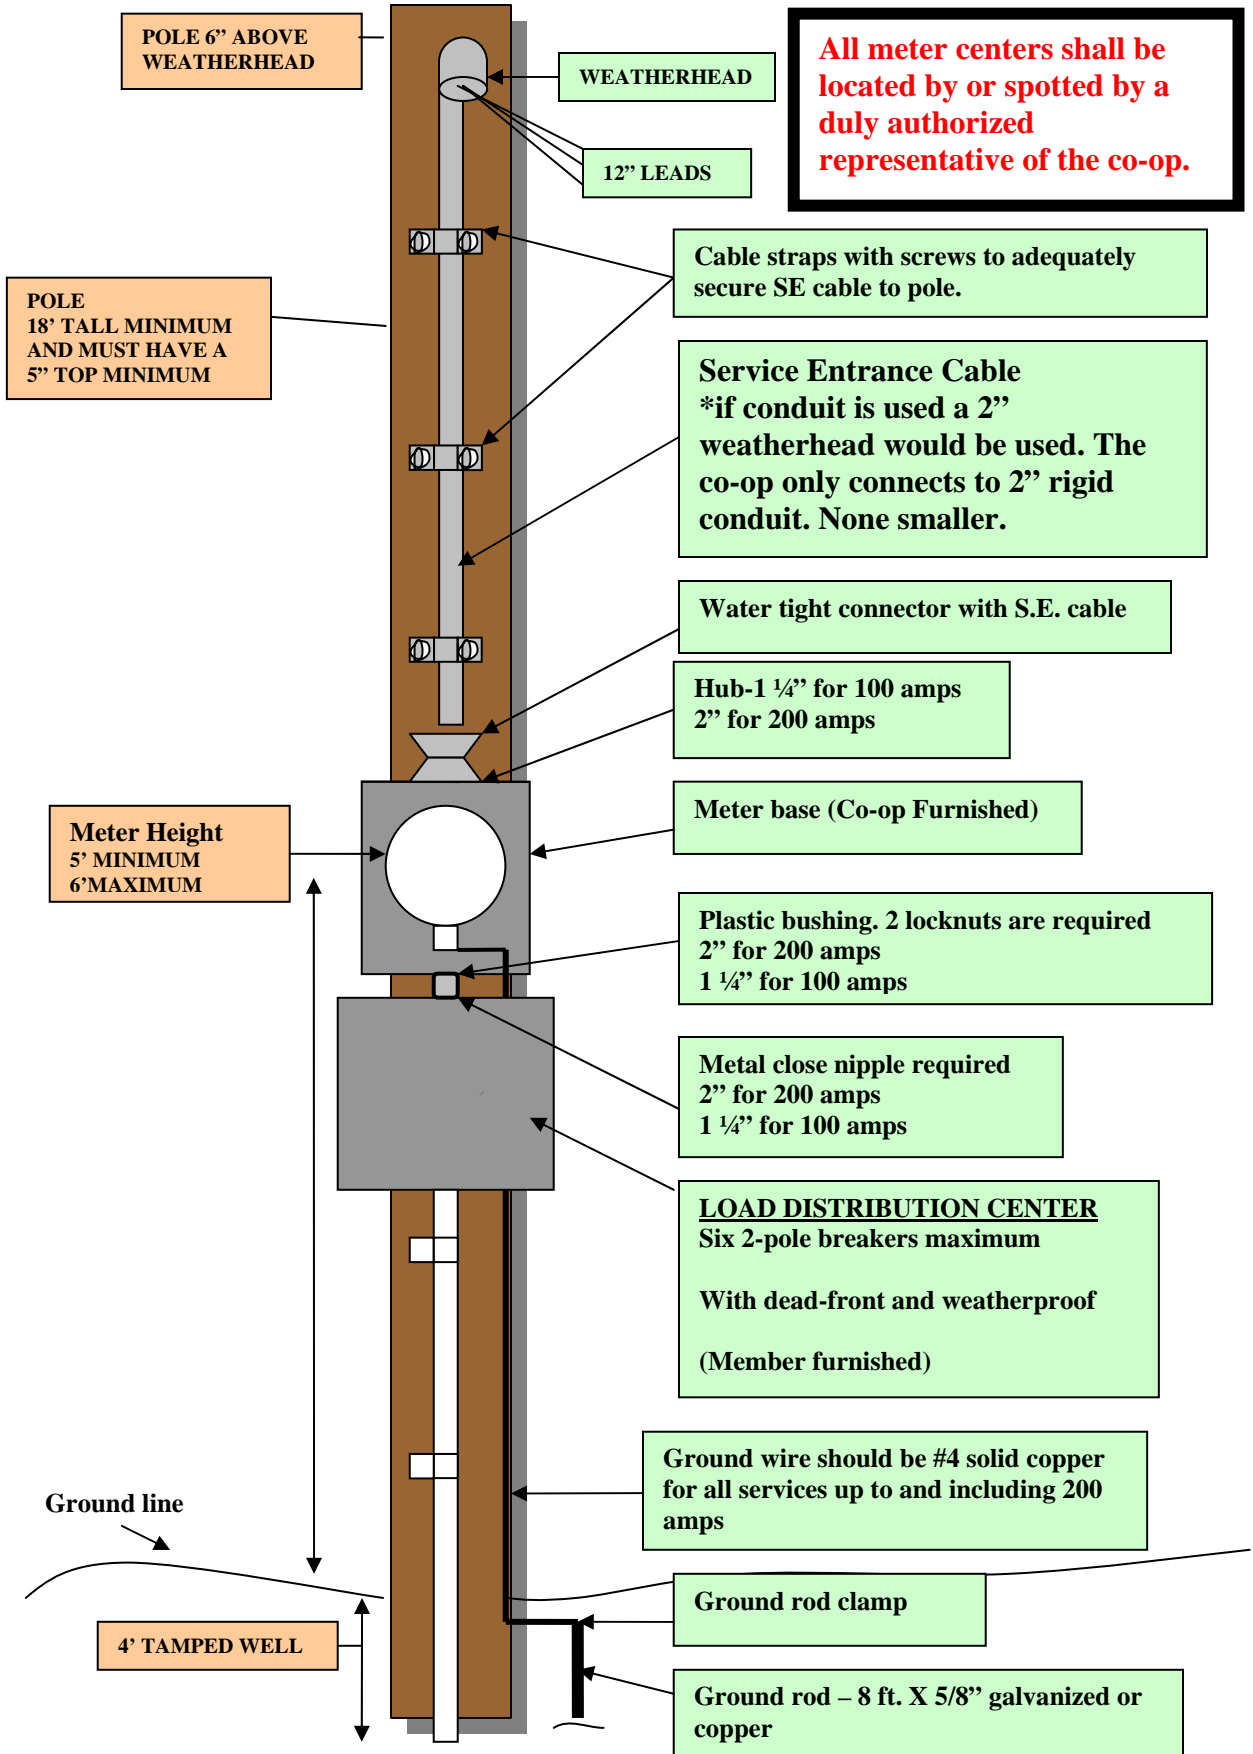 POLE 6” ABOVE
WEATHERHEAD
WEATHERHEAD
12” LEADS
All meter centers shall be
located by or spotted by a
duly authorized
representative of the co-op.
Cable straps with screws to adequately
secure SE cable to pole.
POLE
18’ TALL MINIMUM
AND MUST HAVE A
5” TOP MINIMUM
Service Entrance Cable
*if conduit is used a 2”
weatherhead would be used. The
co-op only connects to 2” rigid
conduit. None smaller.
Water tight connector with S.E. cable
Hub-1 ¼” for 100 amps
2” for 200 amps
Meter base (Co-op Furnished)
Meter Height
5’ MINIMUM
6’MAXIMUM
Plastic bushing. 2 locknuts are required
2” for 200 amps
1 ¼” for 100 amps
Metal close nipple required
2” for 200 amps
1 ¼” for 100 amps
LOAD DISTRIBUTION CENTER
Six 2-pole breakers maximum
With dead-front and weatherproof
(Member furnished)
Ground wire should be #4 solid copper
for all services up to and including 200
amps
Ground line
Ground rod clamp
4’ TAMPED WELL
Ground rod – 8 ft. X 5/8” galvanized or
copper